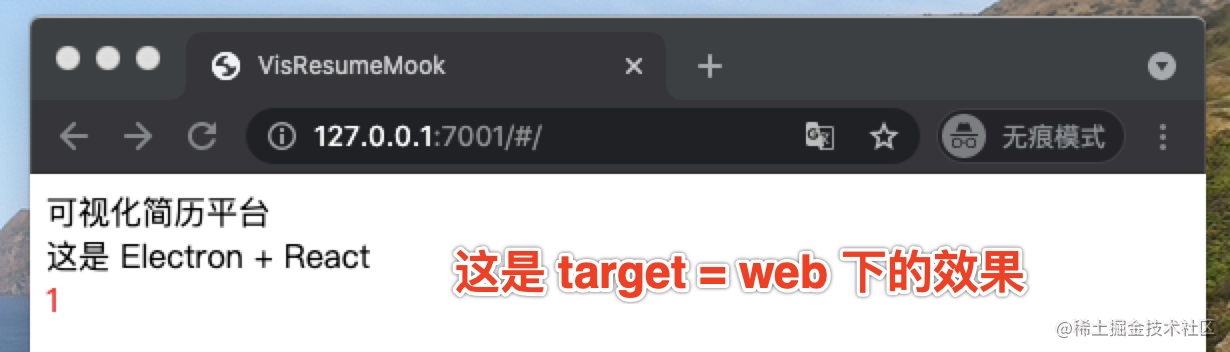 VisResumeMook
127.0.0.1:7001/#/
无痕模式
可视化简历平台
这是 Electron + React
1
这是 target = web 下的效果
@稀土掘金技术社区